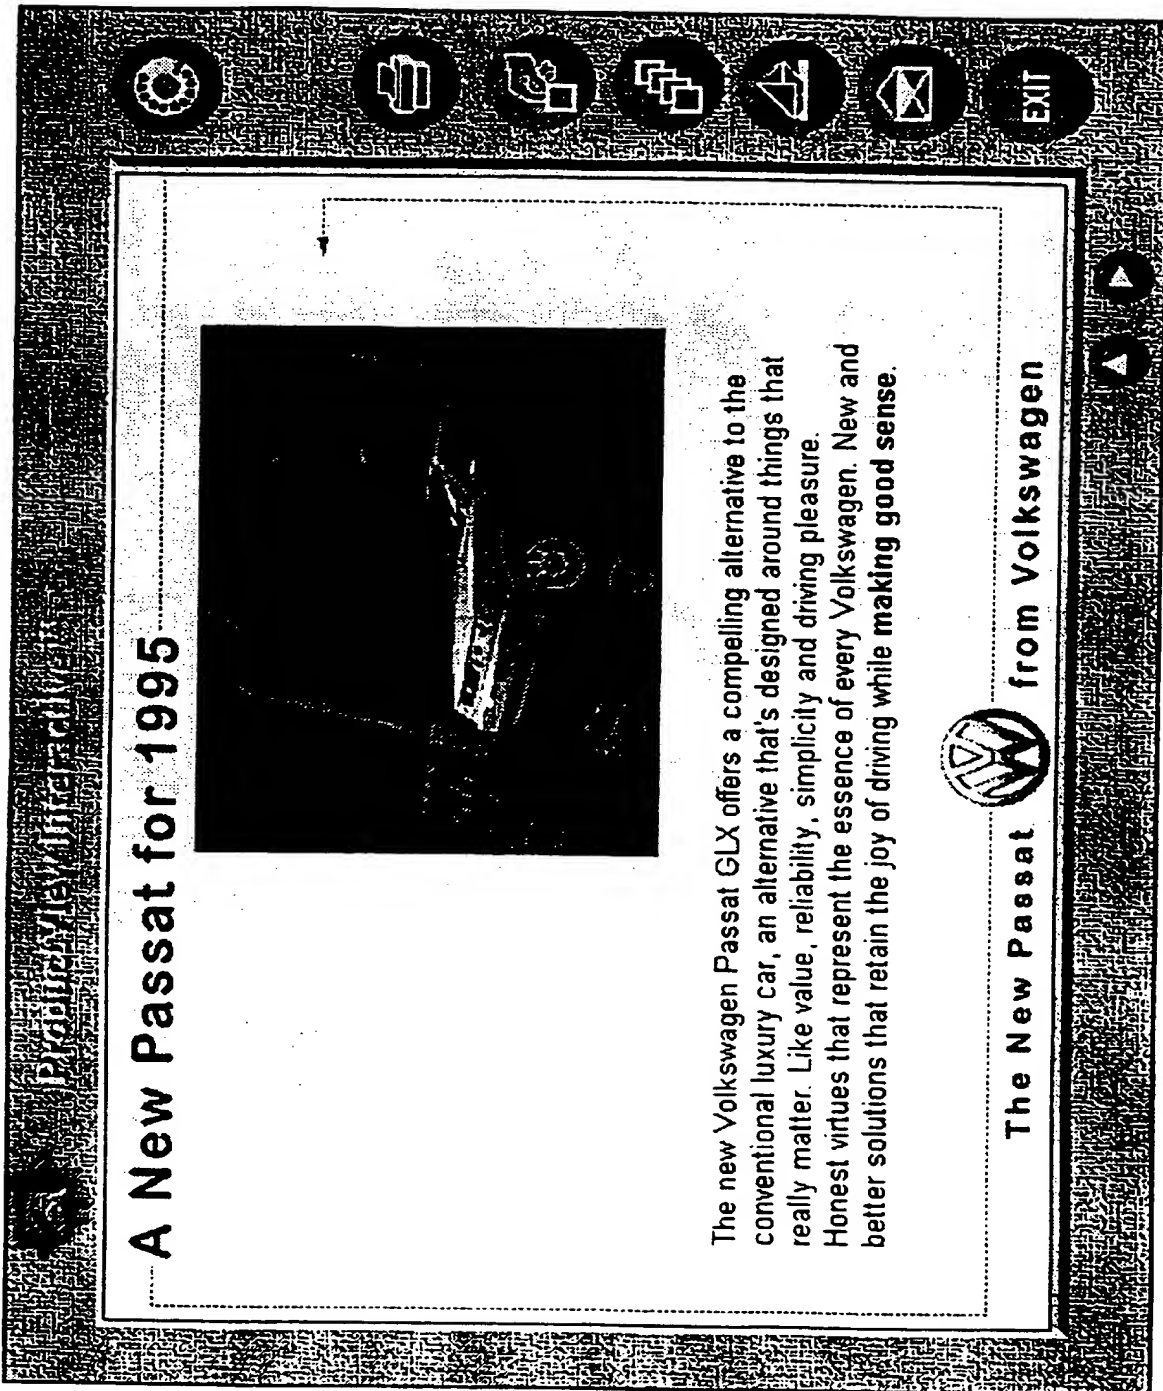 ProductView Interactive
A New Passat for 1995
The new Volkswagen Passat GLX offers a compelling alternative to the
conventional luxury car, an alternative that's designed around things that
really matter. Like value, reliability, simplicity and driving pleasure.
Honest virtues that represent the essence of every Volkswagen. New and
better solutions that retain the joy of driving while making good sense.
The New Passat from Volkswagen
EXIT